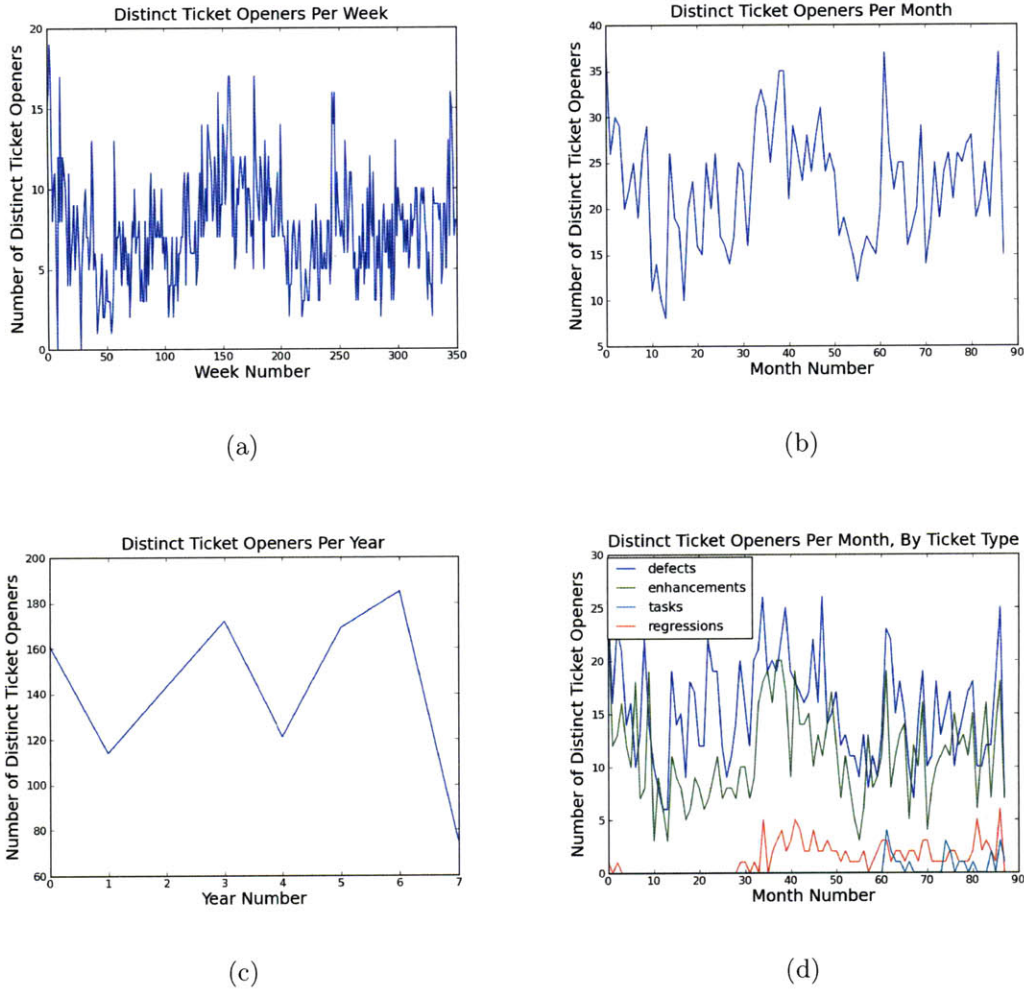 Distinct Ticket Openers Per Week
Number of Distinct Ticket Openers
20
15
10
5
0
0 50 100 150 200 250 300 350
Week Number
(a)
Distinct Ticket Openers Per Month
Number of Distinct Ticket Openers
40
35
30
25
20
15
10
5
0 10 20 30 40 50 60 70 80 90
Month Number
(b)
Distinct Ticket Openers Per Year
Number of Distinct Ticket Openers
200
180
160
140
120
100
80
60
0 1 2 3 4 5 6 7
Year Number
(c)
Distinct Ticket Openers Per Month, By Ticket Type
Number of Distinct Ticket Openers
30
25
20
15
10
5
0
defects
enhancements
tasks
regressions
0 10 20 30 40 50 60 70 80 90
Month Number
(d)